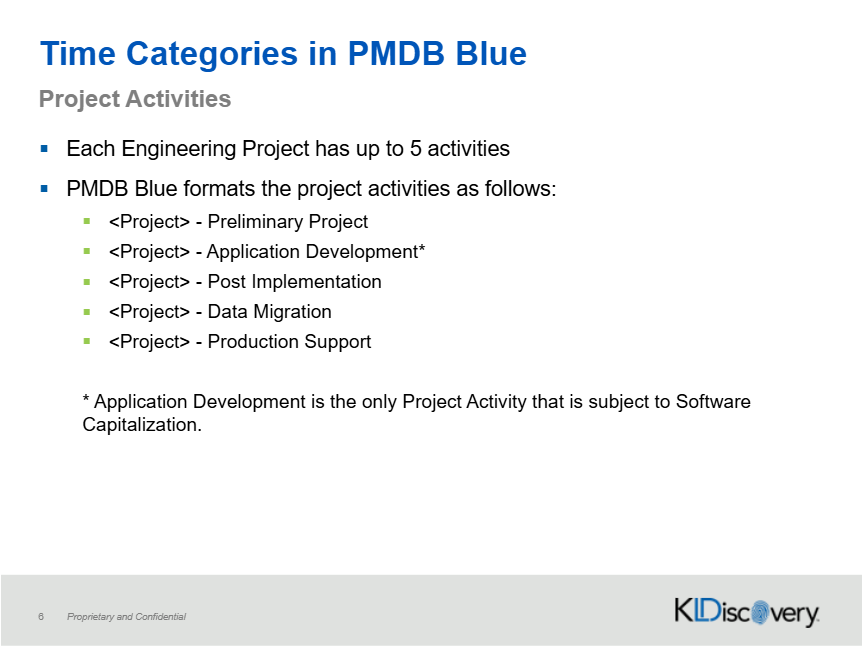 Time Categories in PMDB Blue
Project Activities
Each Engineering Project has up to 5 activities
PMDB Blue formats the project activities as follows:
<Project> - Preliminary Project
<Project> - Application Development*
<Project> - Post Implementation
<Project> - Data Migration
<Project> - Production Support
* Application Development is the only Project Activity that is subject to Software
Capitalization.
6 Proprietary and Confidential
KLDiscovery